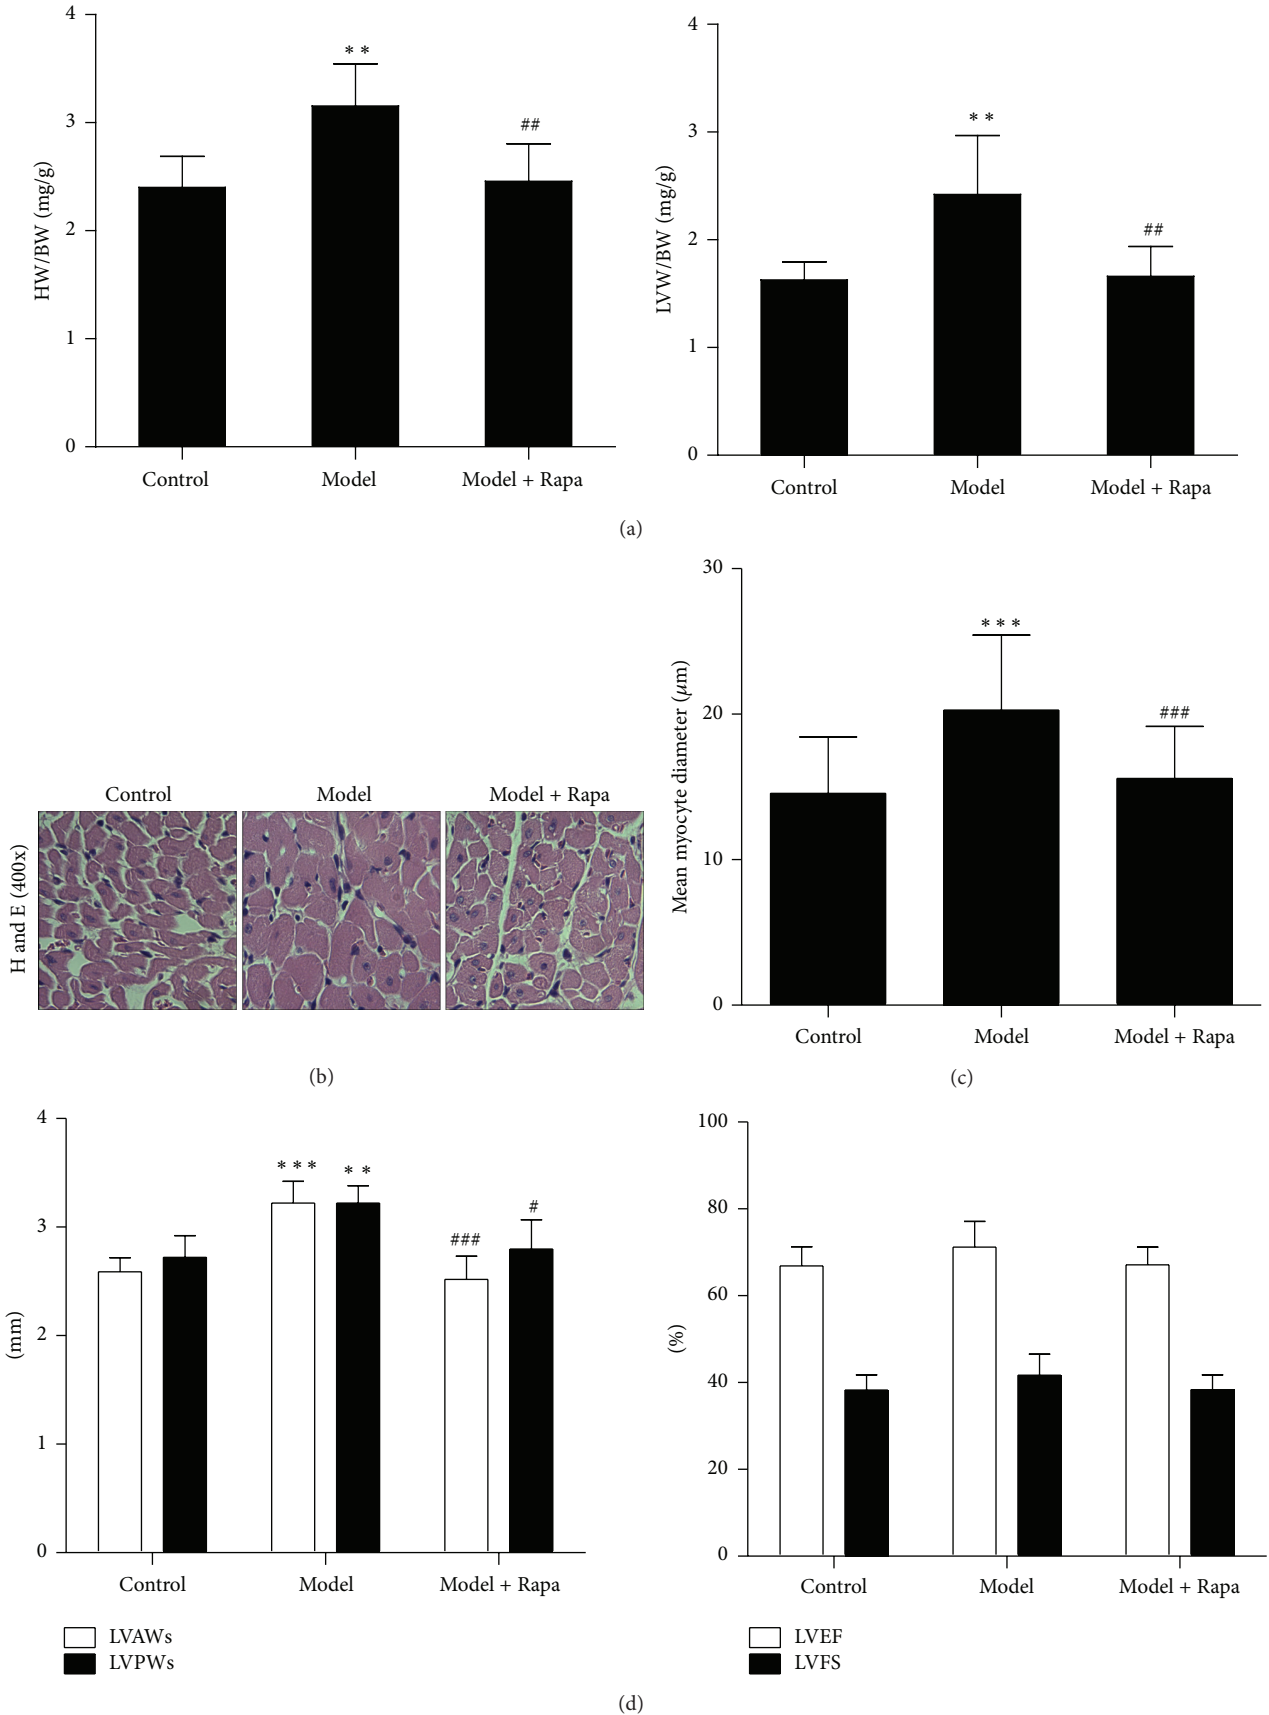 4
3
2
1
0
HW/BW (mg/g)
**
##
Control
Model
Model + Rapa
4
3
2
1
0
LVW/BW (mg/g)
**
##
Control
Model
Model + Rapa
(a)
Control
Model
Model + Rapa
H and E (400x)
(b)
30
20
10
0
Mean myocyte diameter (μm)
***
###
Control
Model
Model + Rapa
(c)
4
3
2
1
0
(mm)
***
**
###
#
Control
Model
Model + Rapa
LVAWs
LVPWs
100
80
60
40
20
0
(%)
Control
Model
Model + Rapa
LVEF
LVFS
(d)